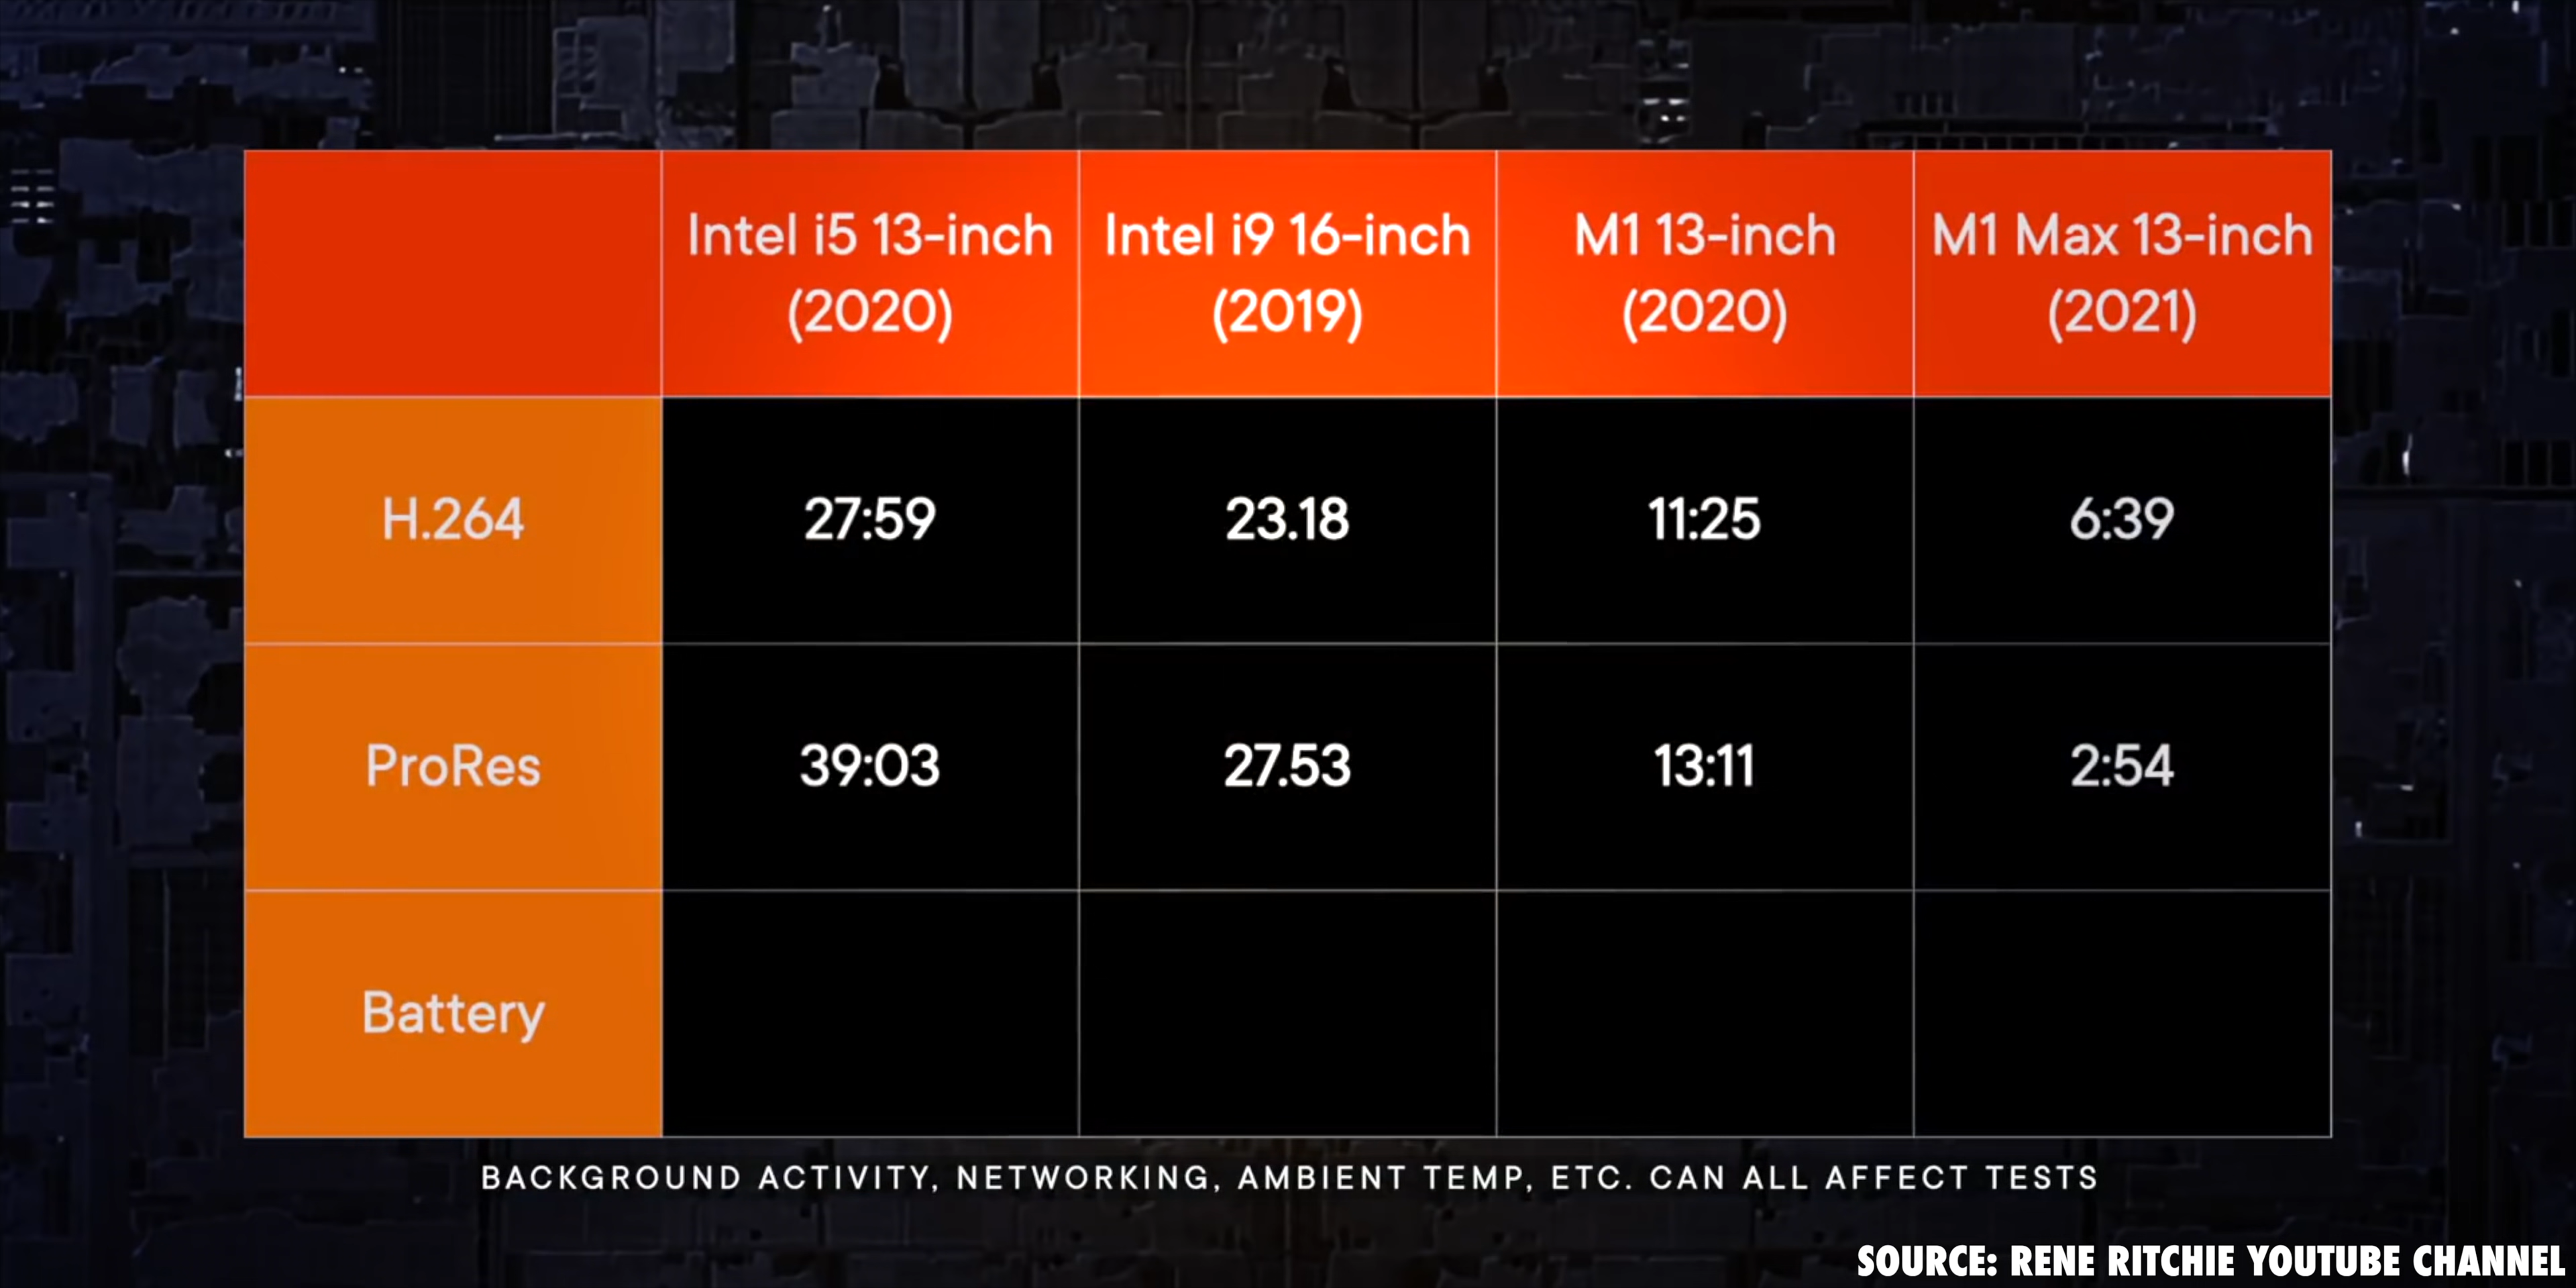 Intel i5 13-inch
(2020)
Intel i9 16-inch
(2019)
M1 13-inch
(2020)
M1 Max 13-inch
(2021)
H.264
27:59
23.18
11:25
6:39
ProRes
39:03
27.53
13:11
2:54
Battery
BACKGROUND ACTIVITY, NETWORKING, AMBIENT TEMP, ETC. CAN ALL AFFECT TESTS
SOURCE: RENE RITCHIE YOUTUBE CHANNEL